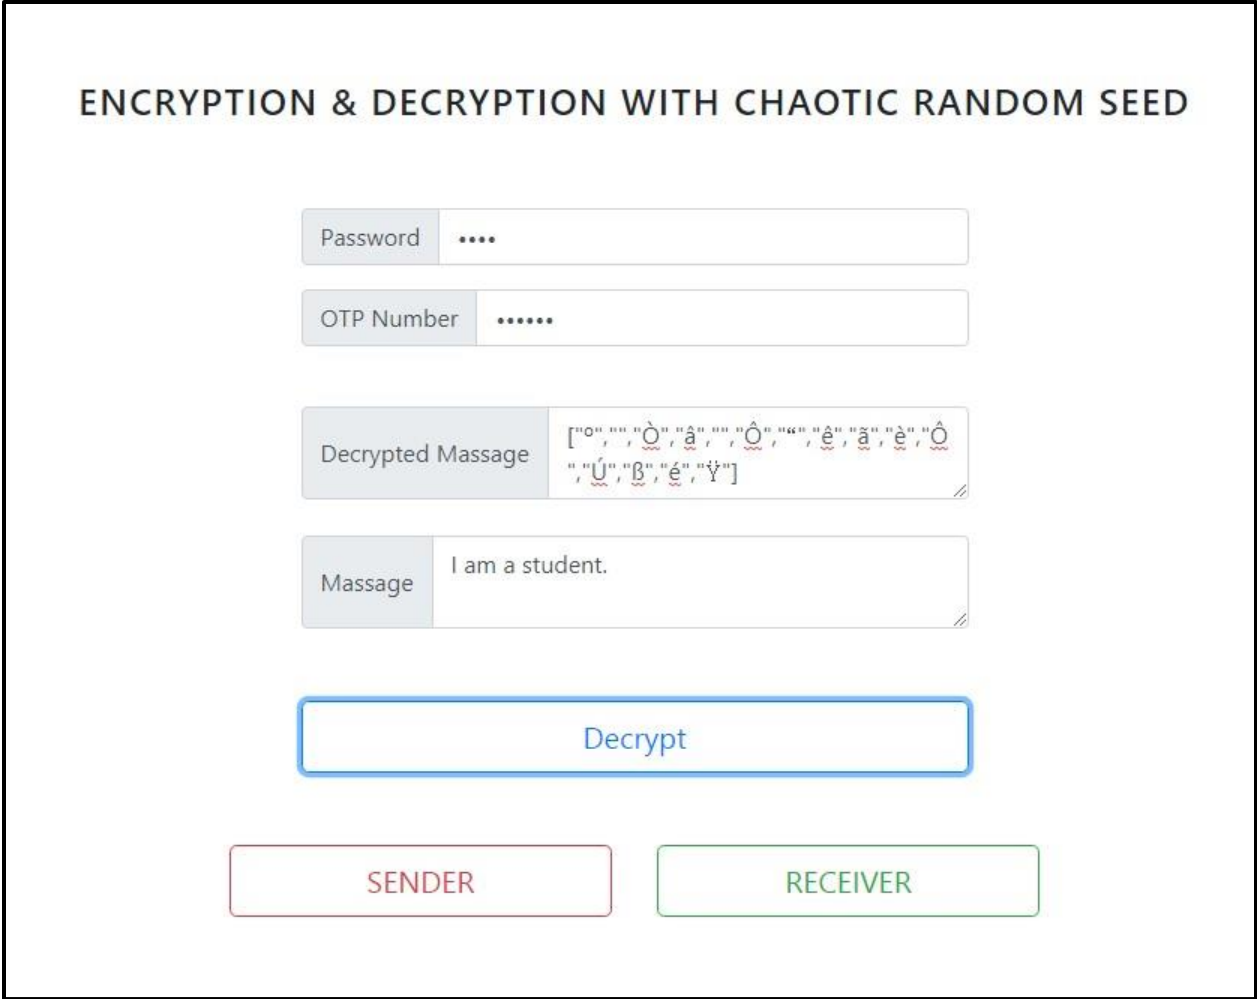 ENCRYPTION & DECRYPTION WITH CHAOTIC RANDOM SEED
Password ••••
OTP Number ••••••
Decrypted Massage
["º","","Ò","â","","Ô","“","ê","ã","è","Ô
","Ú","ß","é","Ÿ"]
Massage
I am a student.
Decrypt
SENDER
RECEIVER